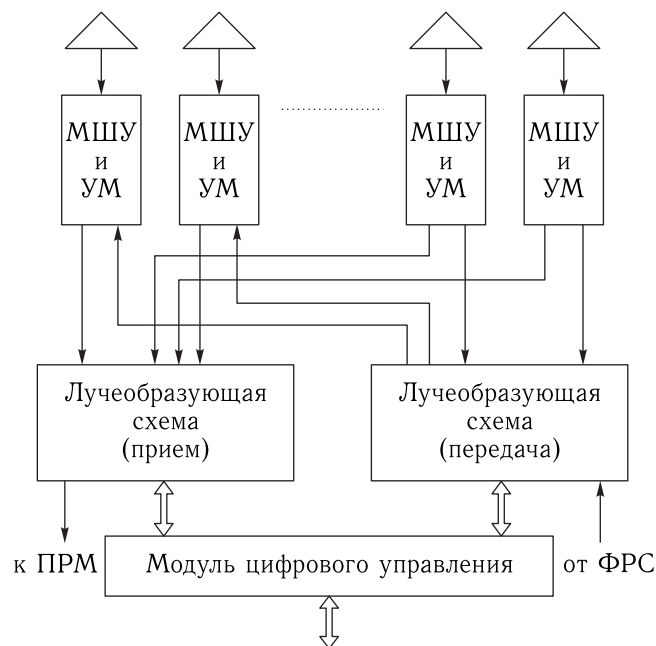 МШУ
и
УМ
МШУ
и
УМ
МШУ
и
УМ
МШУ
и
УМ
Лучеобразующая
схема
(прием)
Лучеобразующая
схема
(передача)
к ПРМ
Модуль цифрового управления
от ФРС